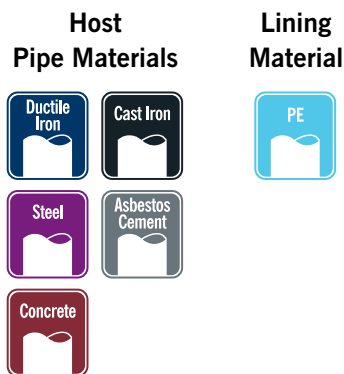 Host
Pipe Materials
Lining
Material
Ductile
Iron
Cast Iron
PE
Steel
Asbestos
Cement
Concrete